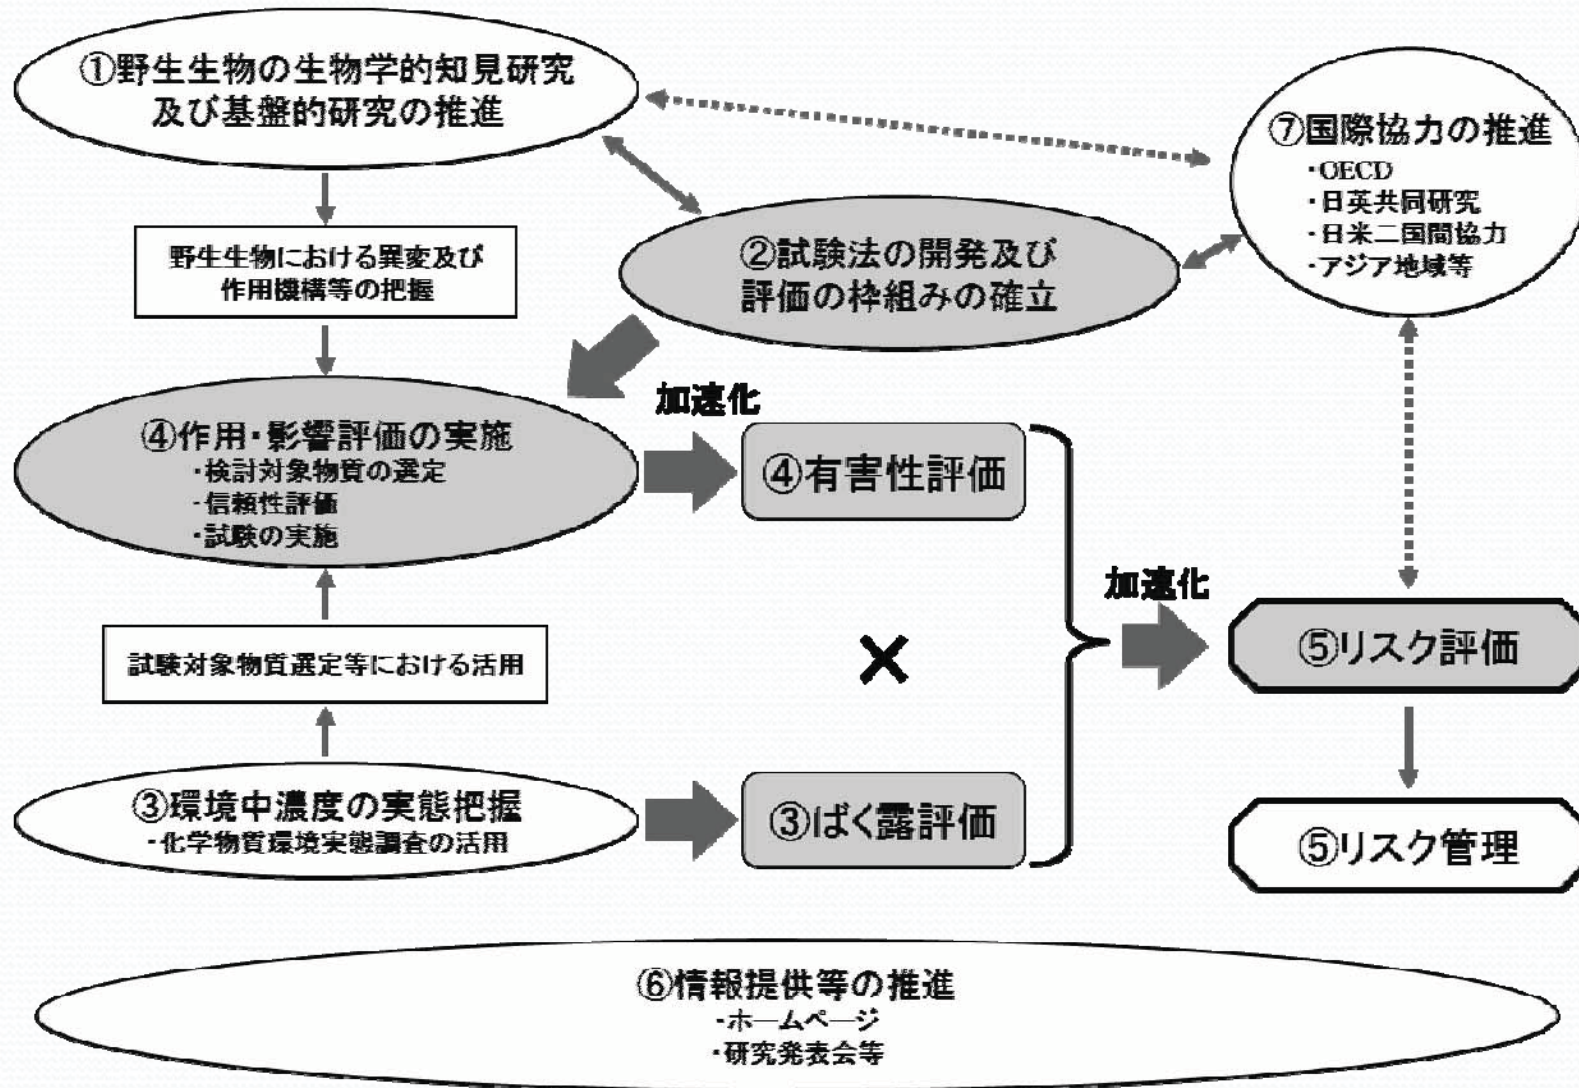 ①野生生物の生物学的知見研究
及び基盤的研究の推進
⑦国際協力の推進
・OECD
・日英共同研究
・日米二国間協力
・アジア地域等
野生生物における異変及び
作用機構等の把握
②試験法の開発及び
評価の枠組みの確立
加速化
④作用・影響評価の実施
・検討対象物質の選定
・信頼性評価
・試験の実施
④有害性評価
加速化
試験対象物質選定等における活用
×
⑤リスク評価
③環境中濃度の実態把握
・化学物質環境実態調査の活用
③ばく露評価
⑤リスク管理
⑥情報提供等の推進
・ホームページ
・研究発表会等